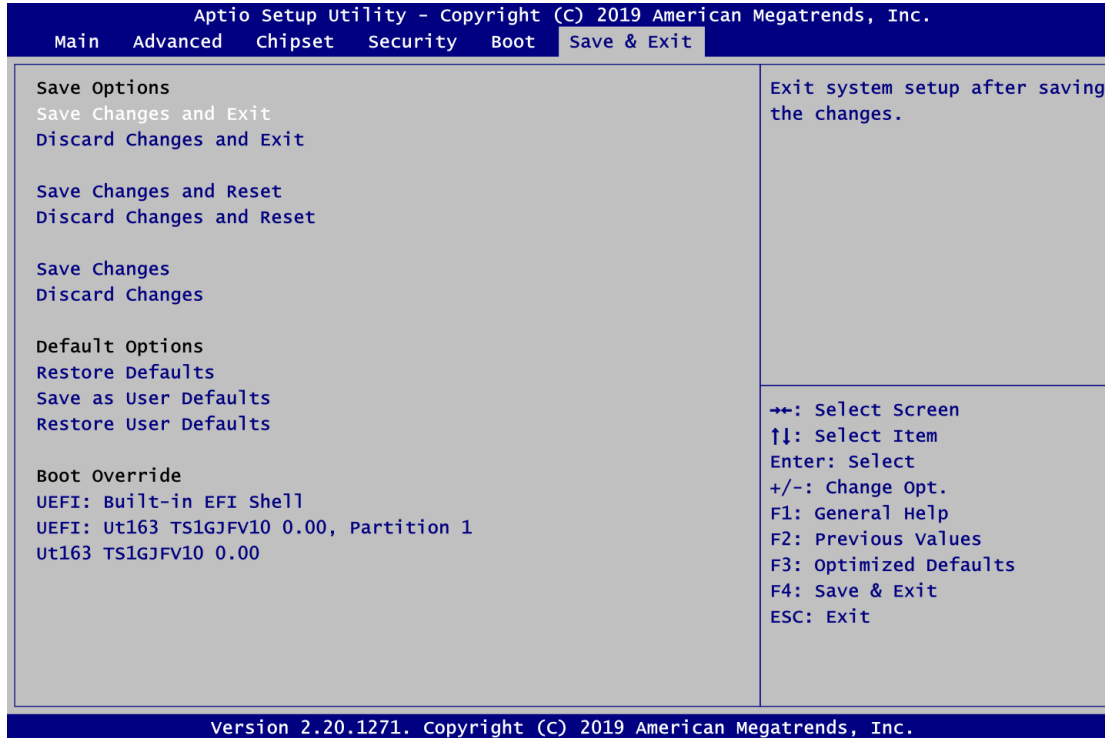 Aptio Setup Utility - Copyright (C) 2019 American Megatrends, Inc.
Main Advanced Chipset Security Boot Save & Exit
Save Options
Save Changes and Exit
Discard Changes and Exit
Save Changes and Reset
Discard Changes and Reset
Save Changes
Discard Changes
Default Options
Restore Defaults
Save as User Defaults
Restore User Defaults
Boot Override
UEFI: Built-in EFI Shell
UEFI: Ut163 TS1GJFV10 0.00, Partition 1
Ut163 TS1GJFV10 0.00
Exit system setup after saving
the changes.
→←: Select Screen
↑↓: Select Item
Enter: Select
+/-: Change Opt.
F1: General Help
F2: Previous Values
F3: Optimized Defaults
F4: Save & Exit
ESC: Exit
Version 2.20.1271. Copyright (C) 2019 American Megatrends, Inc.